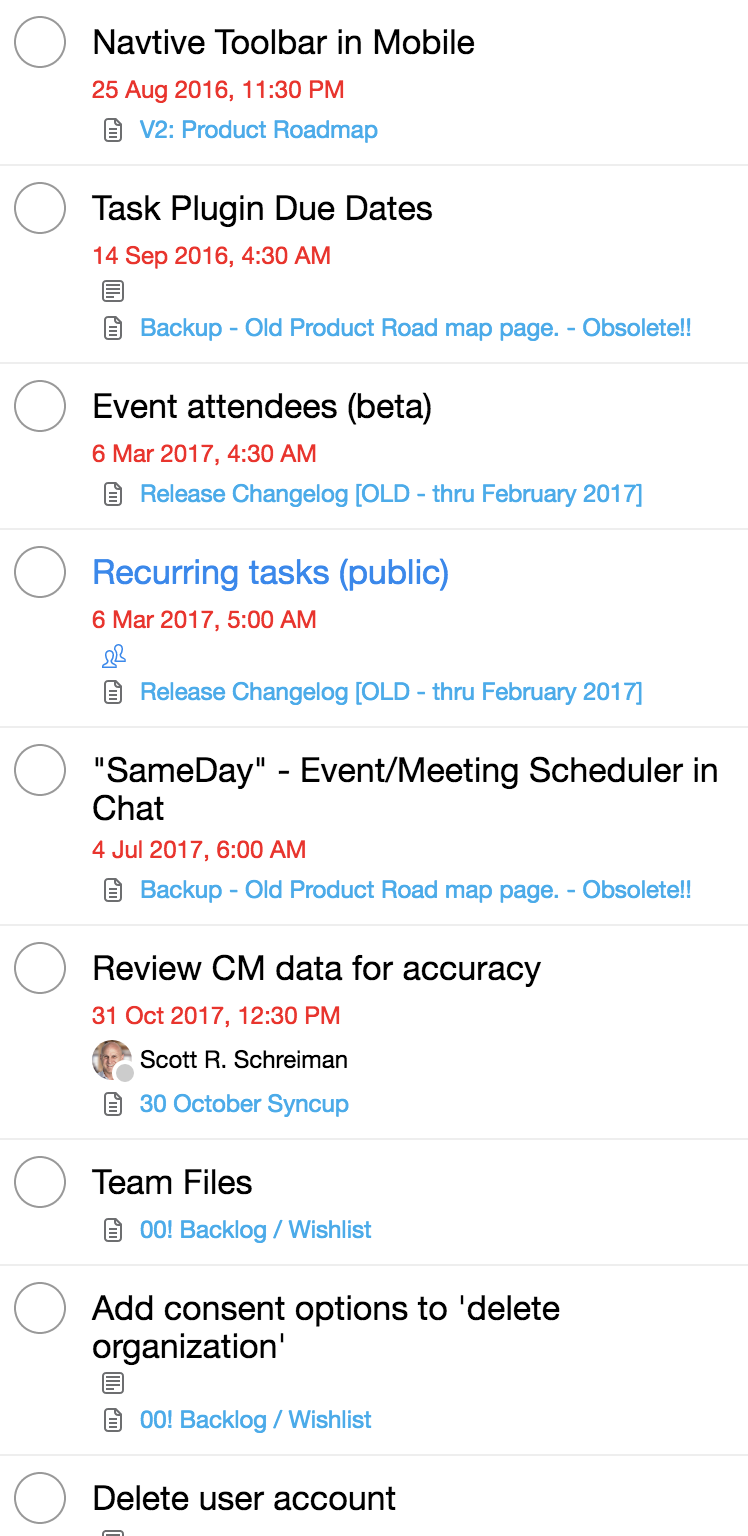 Navtive Toolbar in Mobile
25 Aug 2016, 11:30 PM
V2: Product Roadmap
Task Plugin Due Dates
14 Sep 2016, 4:30 AM
Backup - Old Product Road map page. - Obsolete!!
Event attendees (beta)
6 Mar 2017, 4:30 AM
Release Changelog [OLD - thru February 2017]
Recurring tasks (public)
6 Mar 2017, 5:00 AM
Release Changelog [OLD - thru February 2017]
"SameDay" - Event/Meeting Scheduler in
Chat
4 Jul 2017, 6:00 AM
Backup - Old Product Road map page. - Obsolete!!
Review CM data for accuracy
31 Oct 2017, 12:30 PM
Scott R. Schreiman
30 October Syncup
Team Files
00! Backlog / Wishlist
Add consent options to 'delete
organization'
00! Backlog / Wishlist
Delete user account